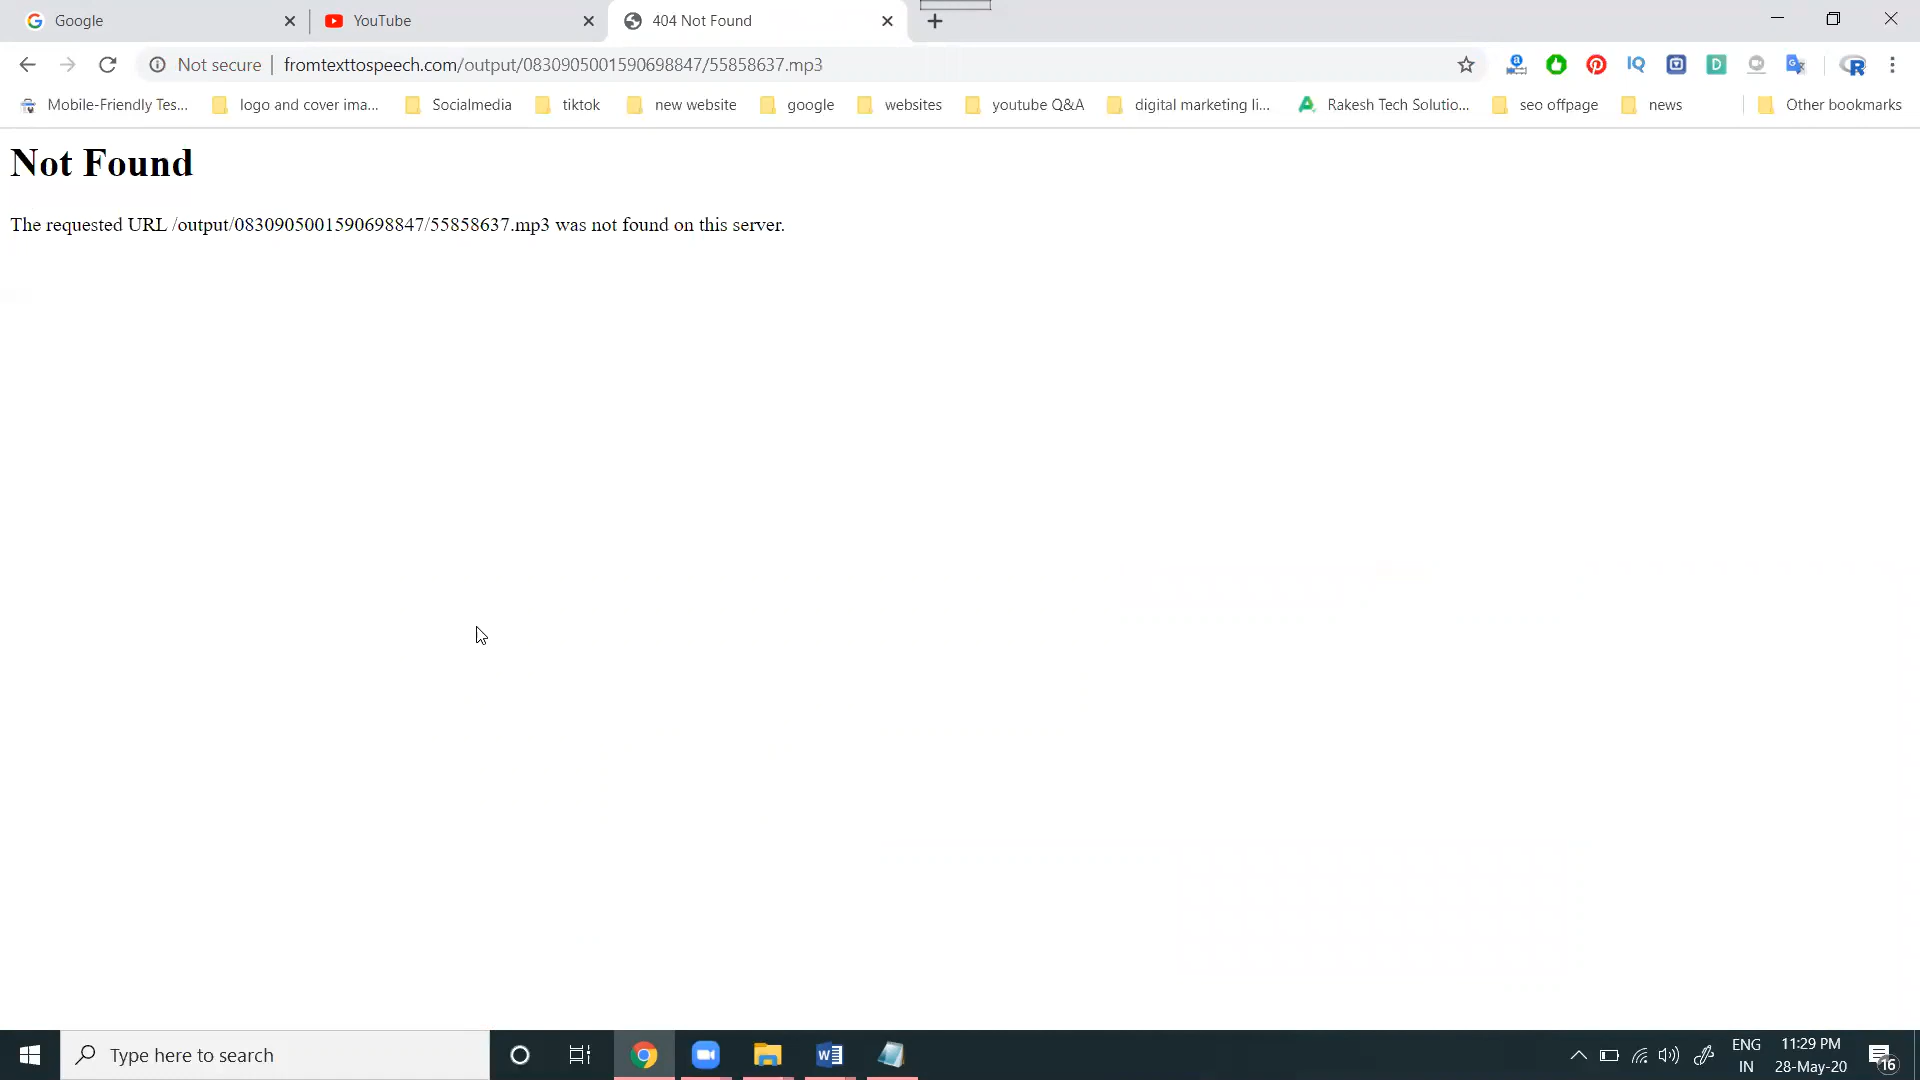 Google
YouTube
404 Not Found
Not secure
fromtexttospeech.com/output/0830905001590698847/55858637.mp3
Mobile-Friendly Tes...
logo and cover ima...
Socialmedia
tiktok
new website
google
websites
youtube Q&A
digital marketing li...
Rakesh Tech Solutio...
seo offpage
news
Other bookmarks
Not Found
The requested URL /output/0830905001590698847/55858637.mp3 was not found on this server.
Type here to search
ENG
IN
11:29 PM
28-May-20
16